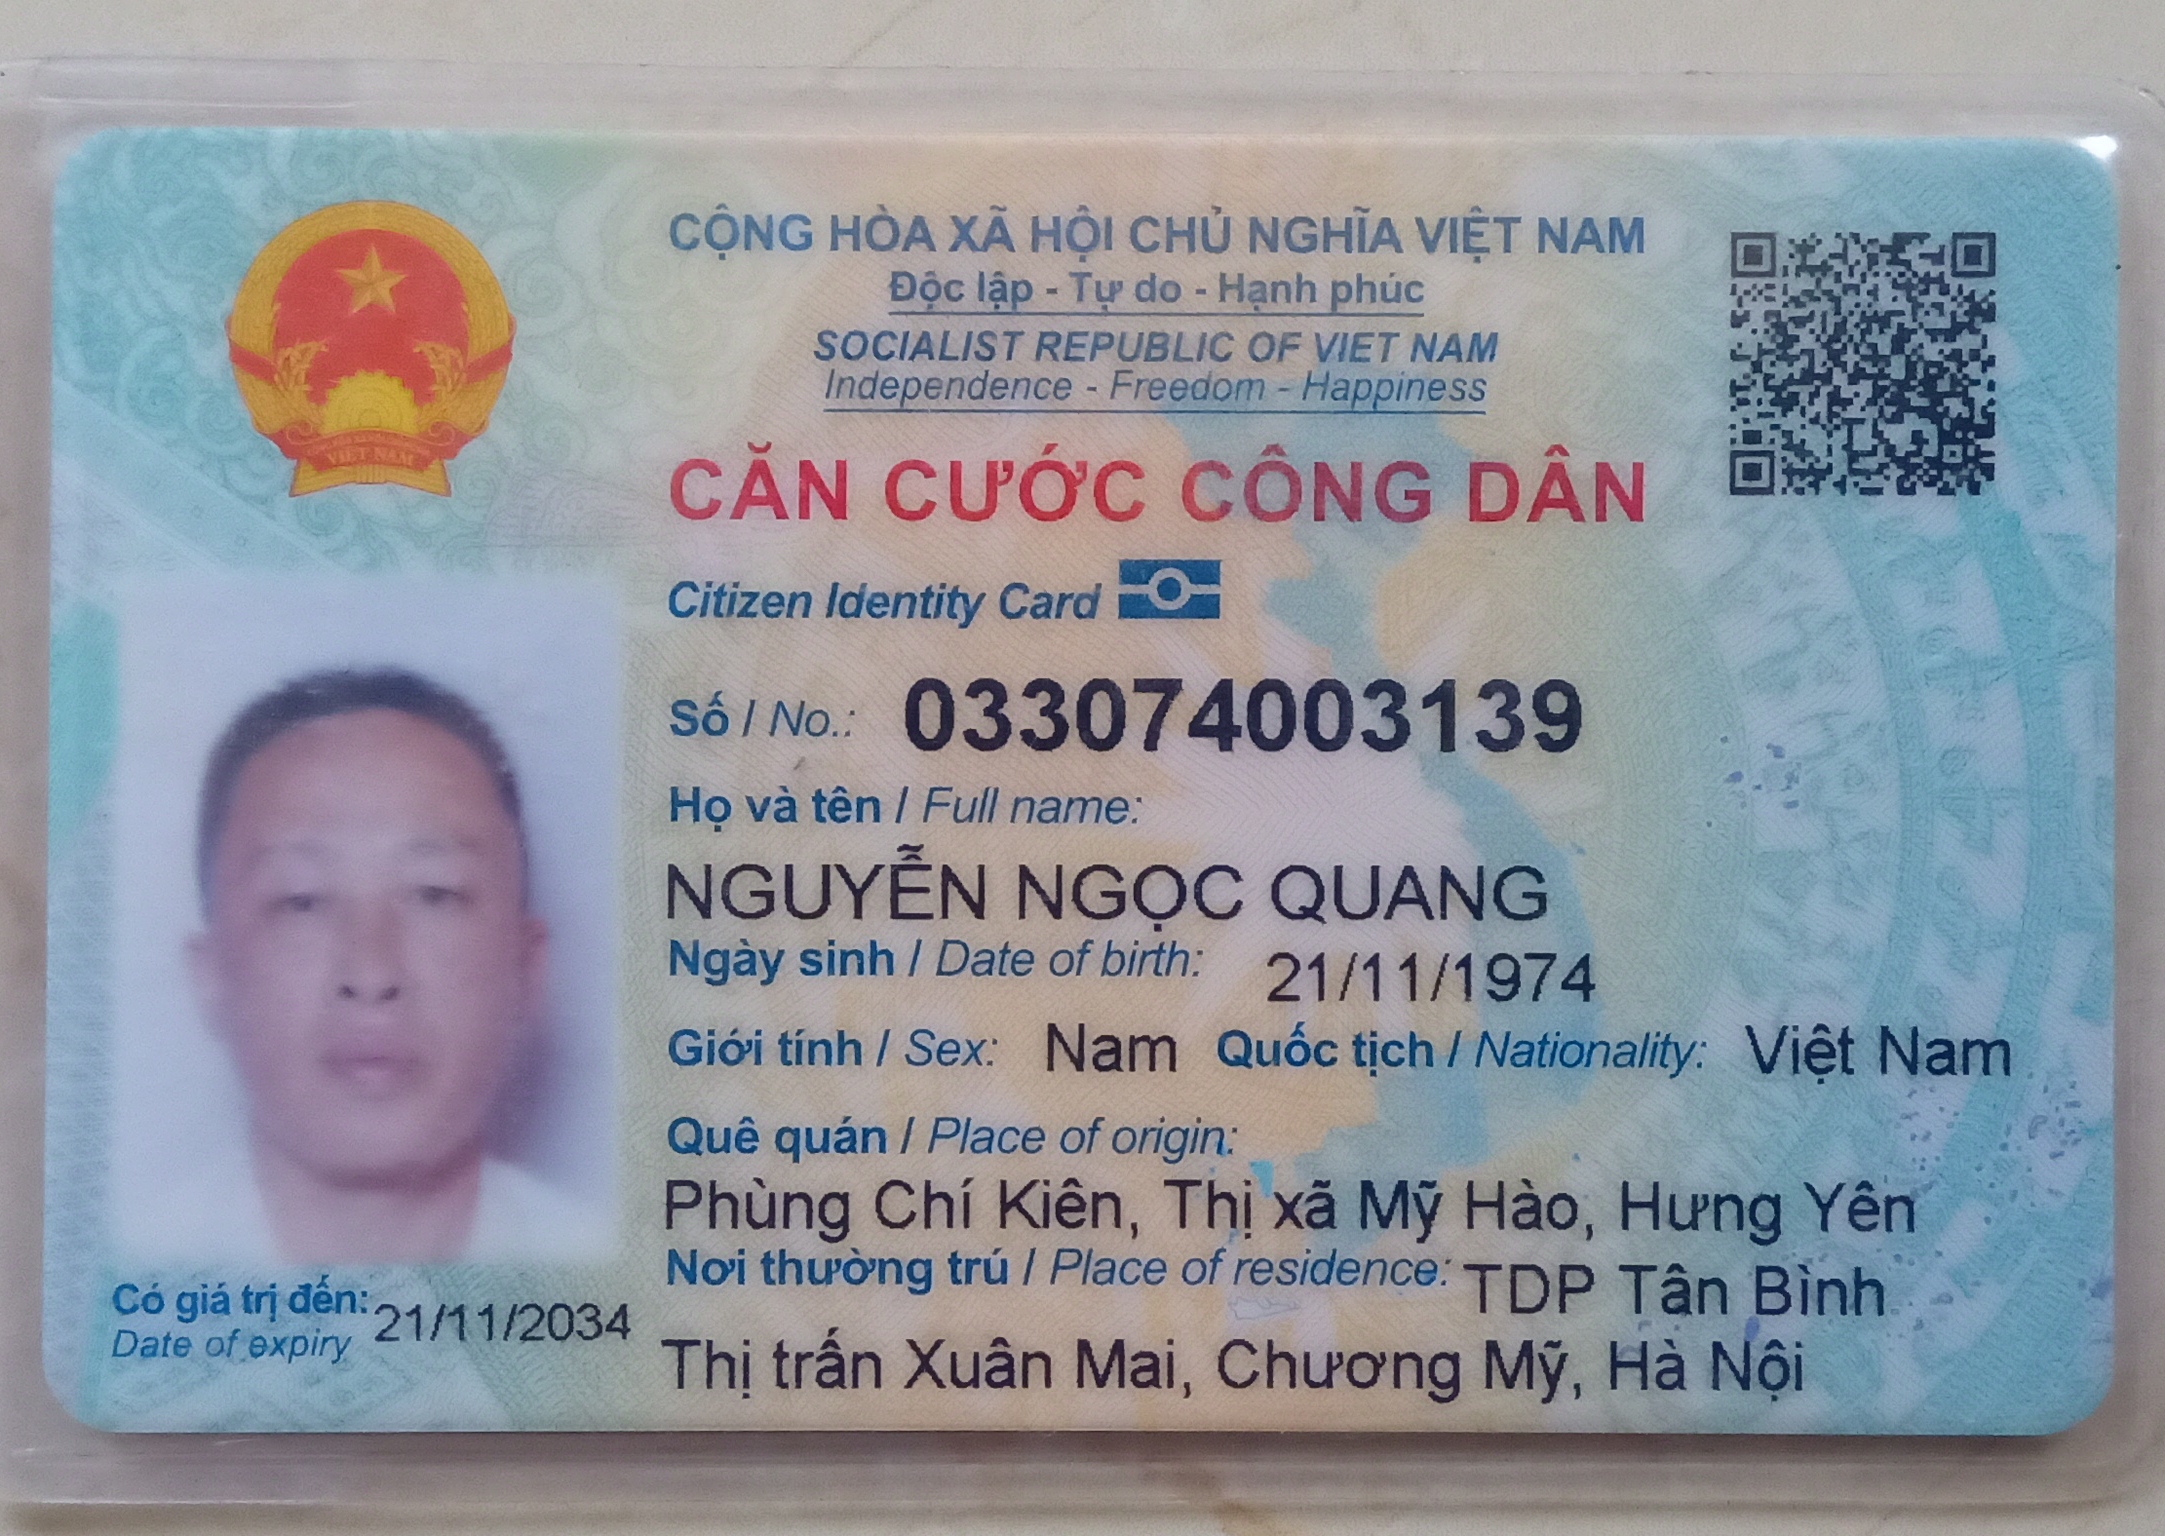 CỘNG HÒA XÃ HỘI CHỦ NGHĨA VIỆT NAM
Độc lập - Tự do - Hạnh phúc
SOCIALIST REPUBLIC OF VIET NAM
Independence - Freedom - Happiness
VIỆT NAM
CĂN CƯỚC CÔNG DÂN
Citizen Identity Card
Số / No.: 033074003139
Họ và tên / Full name:
NGUYỄN NGỌC QUANG
Ngày sinh / Date of birth: 21/11/1974
Giới tính / Sex: Nam Quốc tịch / Nationality: Việt Nam
Quê quán / Place of origin:
Phùng Chí Kiên, Thị xã Mỹ Hào, Hưng Yên
Nơi thường trú / Place of residence: TDP Tân Bình
Thị trấn Xuân Mai, Chương Mỹ, Hà Nội
Có giá trị đến: 21/11/2034
Date of expiry